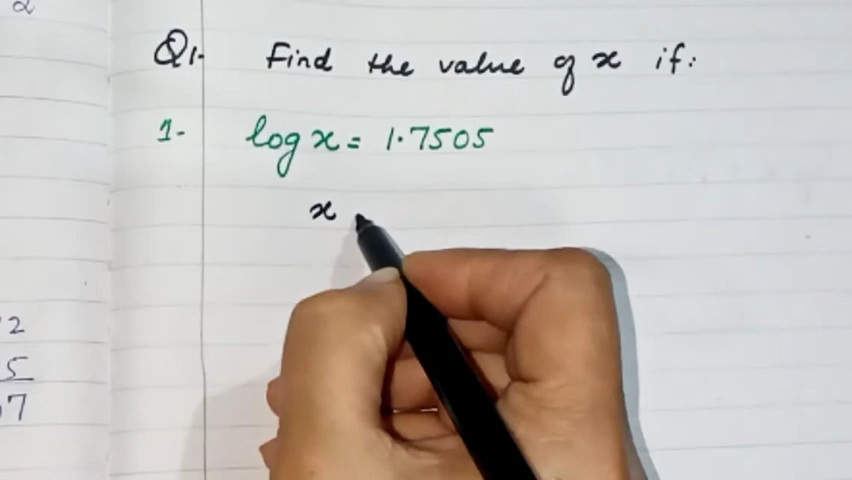 α
Q1. Find the value of x if:
1- log x = 1.7505
x
2
5
7